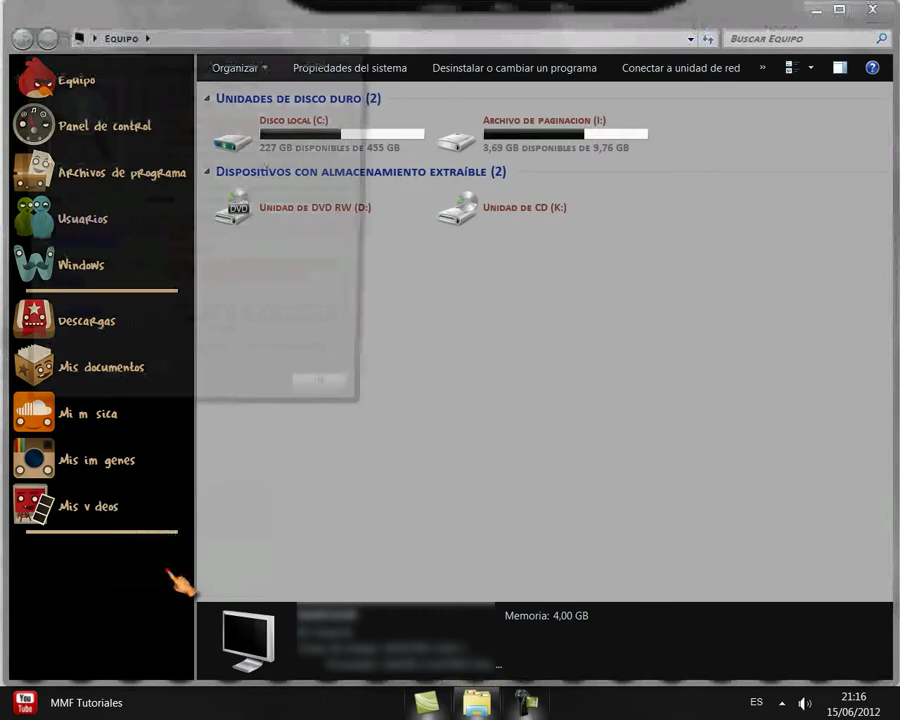 Equipo
Buscar Equipo
Organizar
Propiedades del sistema
Desinstalar o cambiar un programa
Conectar a unidad de red
»
Equipo
Panel de control
Archivos de programa
Usuarios
Windows
Descargas
Mis documentos
Mi m sica
Mis im genes
Mis v deos
Unidades de disco duro (2)
Disco local (C:)
227 GB disponibles de 455 GB
Archivo de paginacion (I:)
3,69 GB disponibles de 9,76 GB
Dispositivos con almacenamiento extraíble (2)
DVD
Unidad de DVD RW (D:)
Unidad de CD (K:)
Memoria: 4,00 GB
You Tube
MMF Tutoriales
ES
21:16
15/06/2012